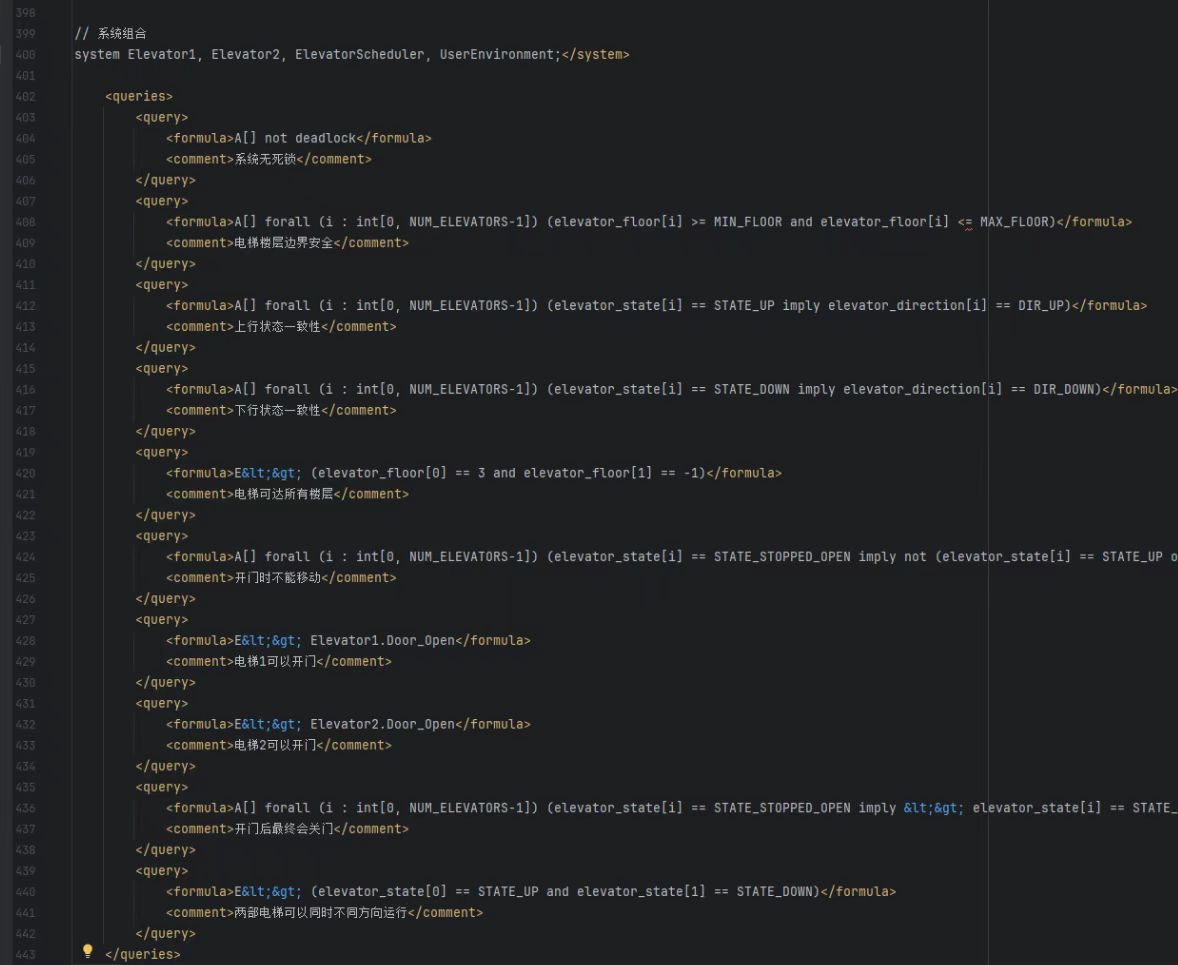 398
399 // 系统组合
400 system Elevator1, Elevator2, ElevatorScheduler, UserEnvironment;</system>
401
402 <queries>
403 <query>
404 <formula>A[] not deadlock</formula>
405 <comment>系统无死锁</comment>
406 </query>
407 <query>
408 <formula>A[] forall (i : int[0, NUM_ELEVATORS-1]) (elevator_floor[i] >= MIN_FLOOR and elevator_floor[i] <= MAX_FLOOR)</formula>
409 <comment>电梯楼层边界安全</comment>
410 </query>
411 <query>
412 <formula>A[] forall (i : int[0, NUM_ELEVATORS-1]) (elevator_state[i] == STATE_UP imply elevator_direction[i] == DIR_UP)</formula>
413 <comment>上行状态一致性</comment>
414 </query>
415 <query>
416 <formula>A[] forall (i : int[0, NUM_ELEVATORS-1]) (elevator_state[i] == STATE_DOWN imply elevator_direction[i] == DIR_DOWN)</formula>
417 <comment>下行状态一致性</comment>
418 </query>
419 <query>
420 <formula>E&lt;&gt; (elevator_floor[0] == 3 and elevator_floor[1] == -1)</formula>
421 <comment>电梯可达所有楼层</comment>
422 </query>
423 <query>
424 <formula>A[] forall (i : int[0, NUM_ELEVATORS-1]) (elevator_state[i] == STATE_STOPPED_OPEN imply not (elevator_state[i] == STATE_UP o
425 <comment>开门时不能移动</comment>
426 </query>
427 <query>
428 <formula>E&lt;&gt; Elevator1.Door_Open</formula>
429 <comment>电梯1可以开门</comment>
430 </query>
431 <query>
432 <formula>E&lt;&gt; Elevator2.Door_Open</formula>
433 <comment>电梯2可以开门</comment>
434 </query>
435 <query>
436 <formula>A[] forall (i : int[0, NUM_ELEVATORS-1]) (elevator_state[i] == STATE_STOPPED_OPEN imply &lt;&gt; elevator_state[i] == STATE_
437 <comment>开门后最终会关门</comment>
438 </query>
439 <query>
440 <formula>E&lt;&gt; (elevator_state[0] == STATE_UP and elevator_state[1] == STATE_DOWN)</formula>
441 <comment>两部电梯可以同时不同方向运行</comment>
442 </query>
443 </queries>